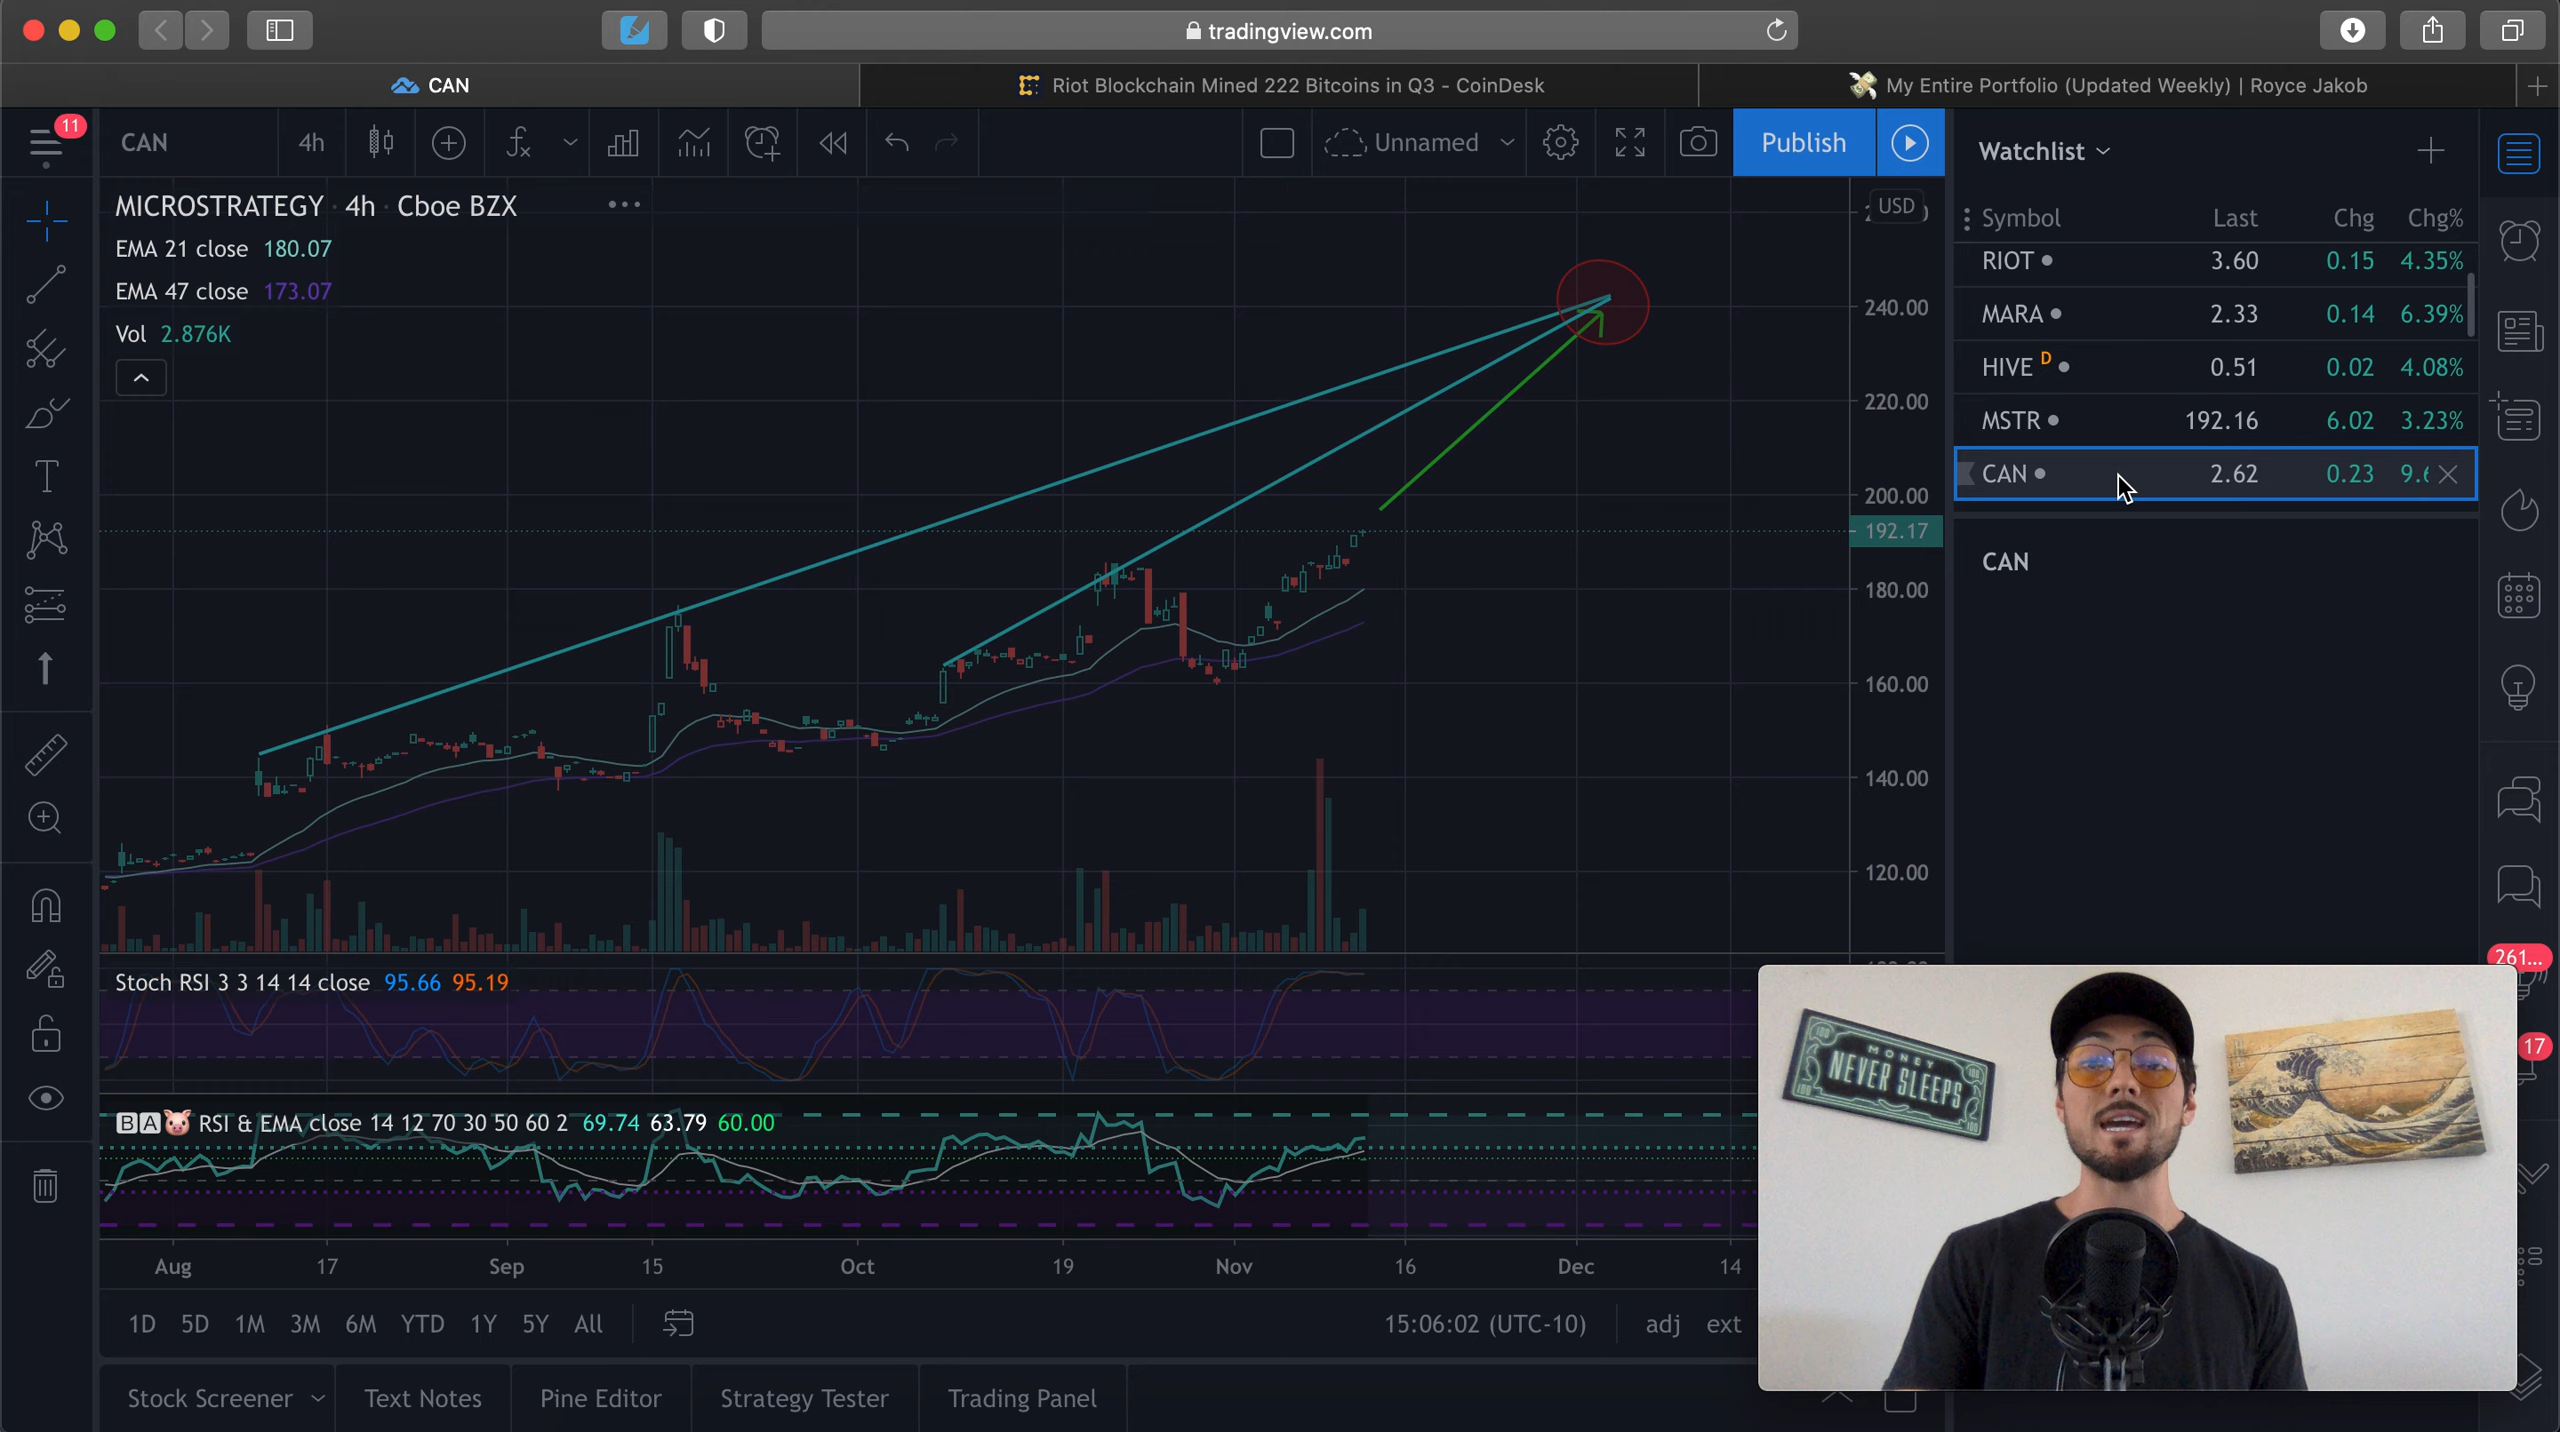 tradingview.com
CAN
Riot Blockchain Mined 222 Bitcoins in Q3 - CoinDesk
My Entire Portfolio (Updated Weekly) | Royce Jakob
11
CAN
4h
Unnamed
Publish
Watchlist
MICROSTRATEGY · 4h · Cboe BZX
EMA 21 close 180.07
EMA 47 close 173.07
Vol 2.876K
USD
240.00
220.00
200.00
192.17
180.00
160.00
140.00
120.00
Symbol Last Chg Chg%
RIOT 3.60 0.15 4.35%
MARA 2.33 0.14 6.39%
HIVE D 0.51 0.02 4.08%
MSTR 192.16 6.02 3.23%
CAN 2.62 0.23
CAN
261...
17
Stoch RSI 3 3 14 14 close 95.66 95.19
BA🐷 RSI & EMA close 14 12 70 30 50 60 2 69.74 63.79 60.00
MONEY
NEVER SLEEPS
100
100
100
100
Aug 17 Sep 15 Oct 19 Nov 16 Dec 14
1D 5D 1M 3M 6M YTD 1Y 5Y All
15:06:02 (UTC-10) adj ext
Stock Screener Text Notes Pine Editor Strategy Tester Trading Panel